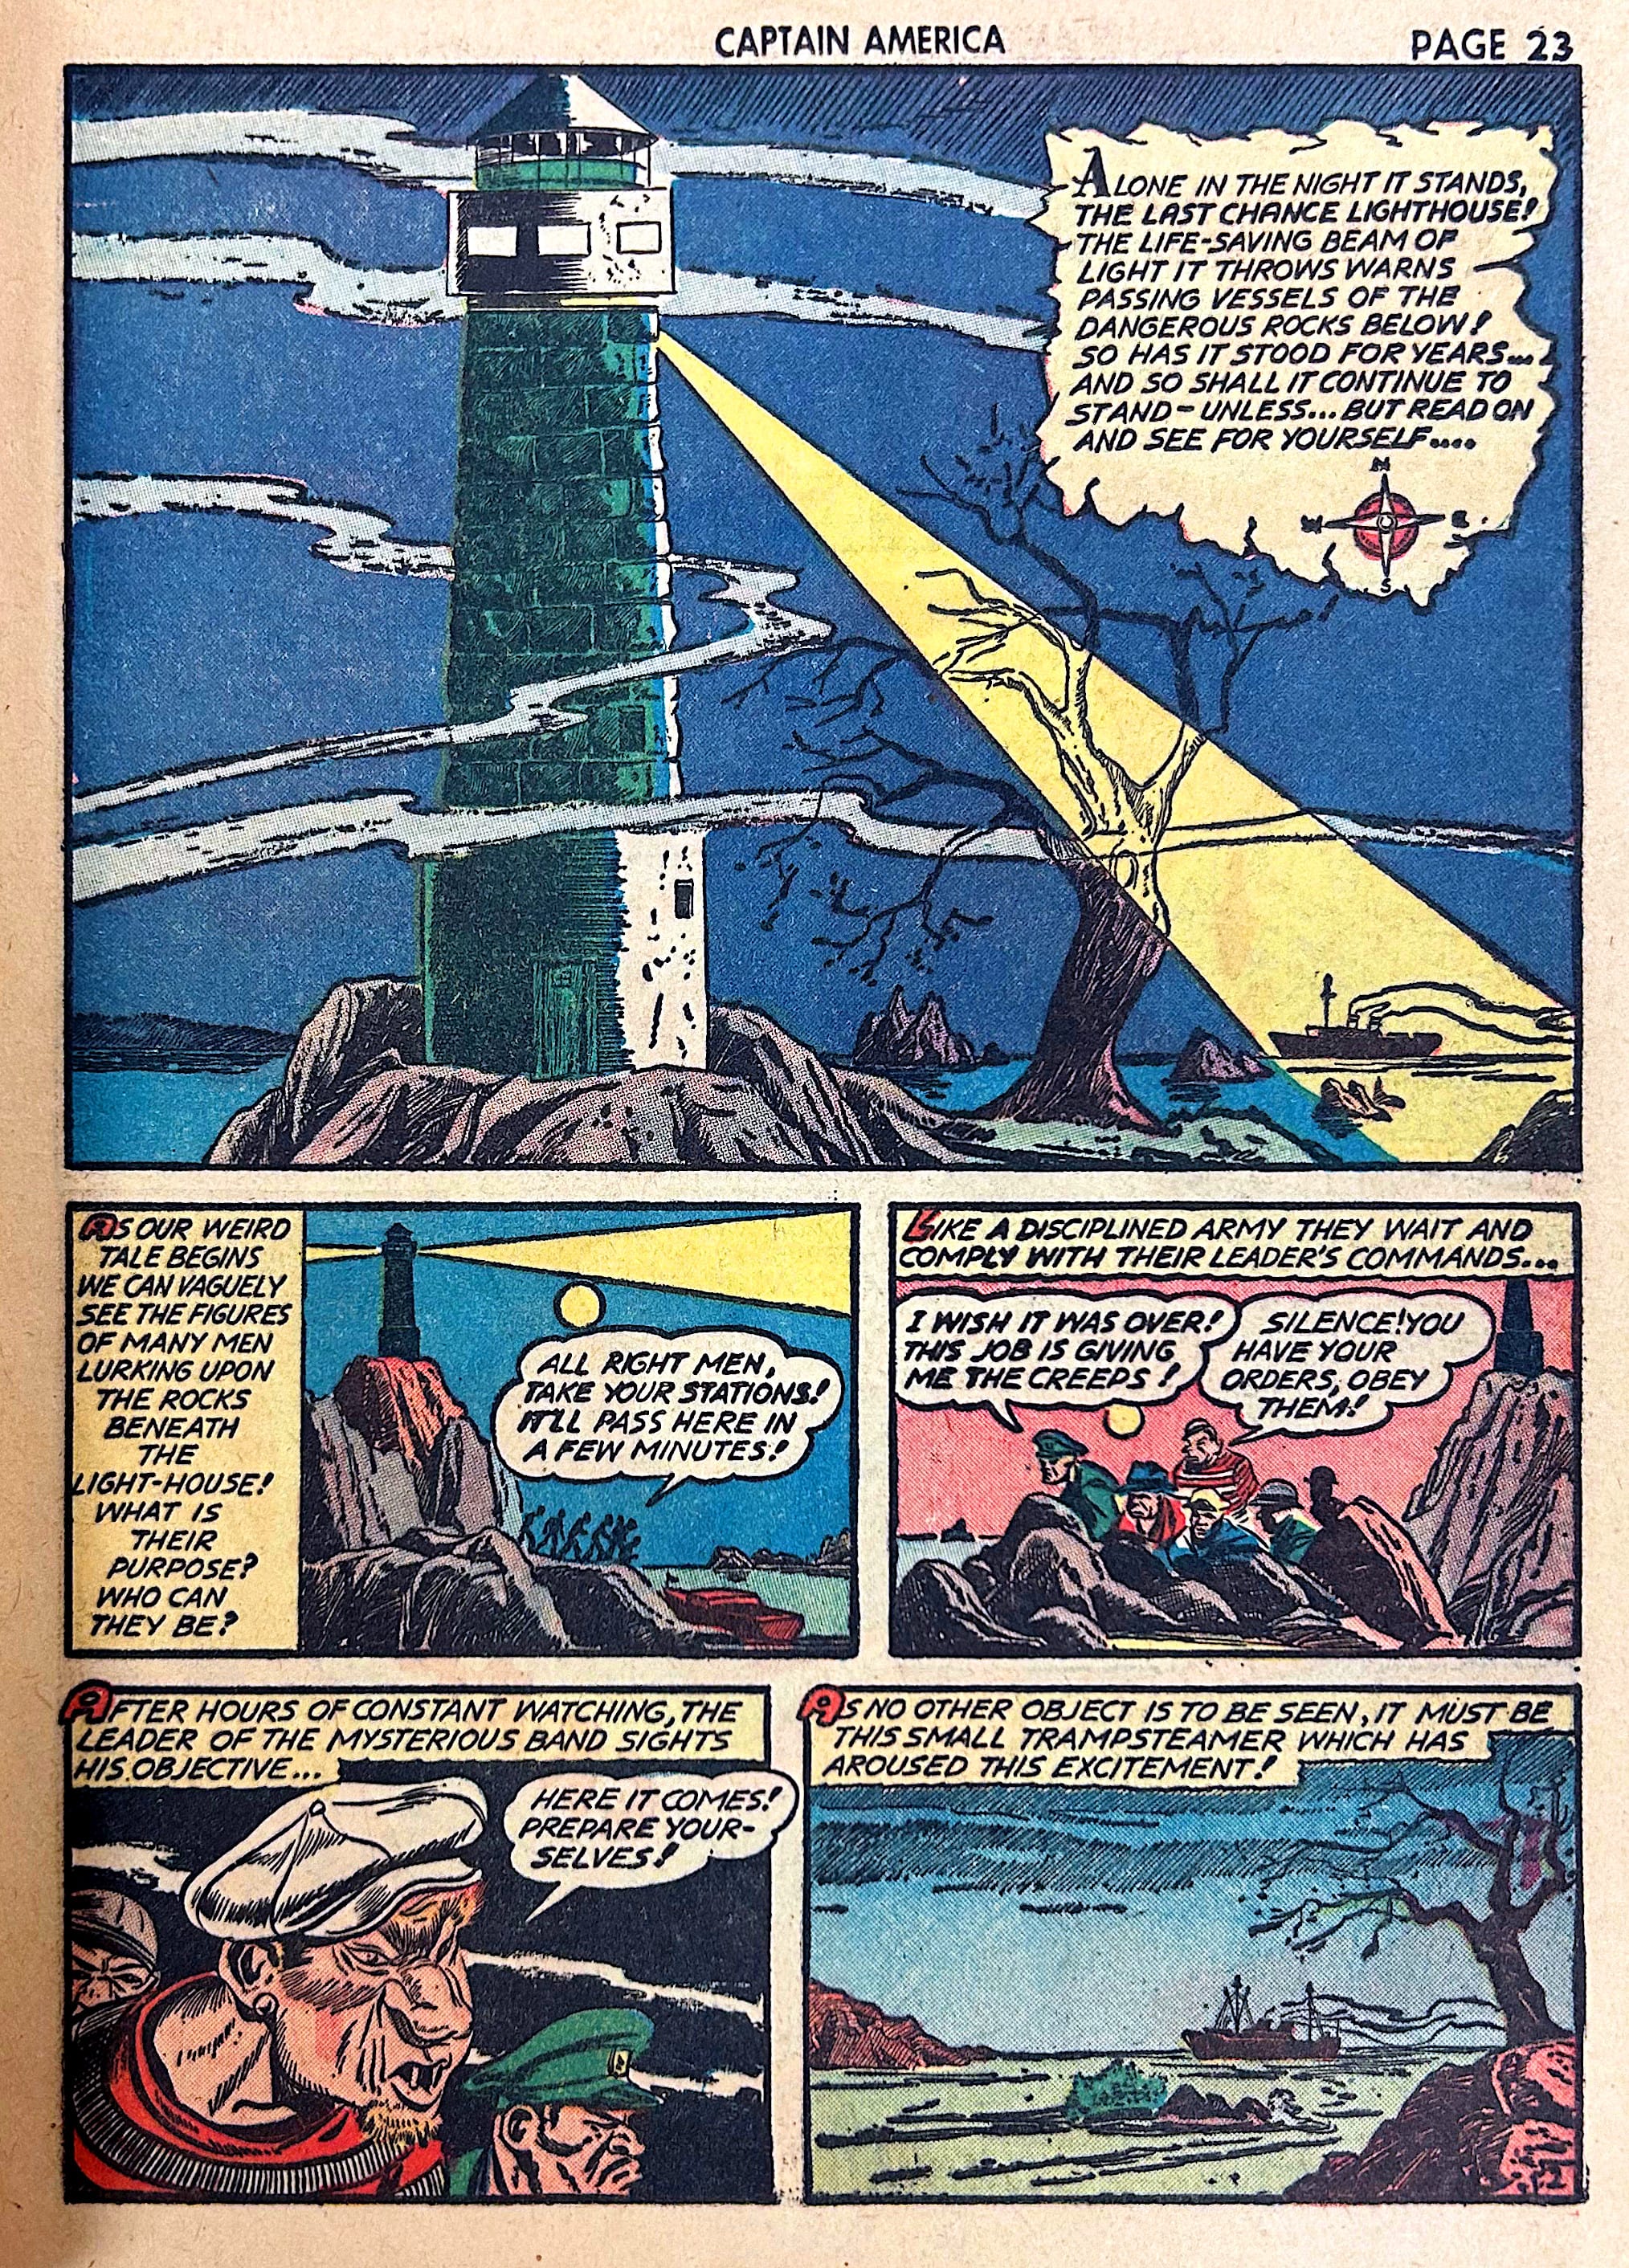 CAPTAIN AMERICA
PAGE 23
ALONE IN THE NIGHT IT STANDS,
THE LAST CHANCE LIGHTHOUSE!
THE LIFE-SAVING BEAM OF
LIGHT IT THROWS WARNS
PASSING VESSELS OF THE
DANGEROUS ROCKS BELOW!
SO HAS IT STOOD FOR YEARS...
AND SO SHALL IT CONTINUE TO
STAND-UNLESS...BUT READ ON
AND SEE FOR YOURSELF....
N
W E
S
AS OUR WEIRD
TALE BEGINS
WE CAN VAGUELY
SEE THE FIGURES
OF MANY MEN
LURKING UPON
THE ROCKS
BENEATH
THE
LIGHT-HOUSE!
WHAT IS
THEIR
PURPOSE?
WHO CAN
THEY BE?
ALL RIGHT MEN,
TAKE YOUR STATIONS!
IT'LL PASS HERE IN
A FEW MINUTES!
LIKE A DISCIPLINED ARMY THEY WAIT AND
COMPLY WITH THEIR LEADER'S COMMANDS...
I WISH IT WAS OVER!
THIS JOB IS GIVING
ME THE CREEPS!
SILENCE! YOU
HAVE YOUR
ORDERS, OBEY
THEM!
AFTER HOURS OF CONSTANT WATCHING, THE
LEADER OF THE MYSTERIOUS BAND SIGHTS
HIS OBJECTIVE...
HERE IT COMES!
PREPARE YOUR-
SELVES!
AS NO OTHER OBJECT IS TO BE SEEN, IT MUST BE
THIS SMALL TRAMPSTEAMER WHICH HAS
AROUSED THIS EXCITEMENT!